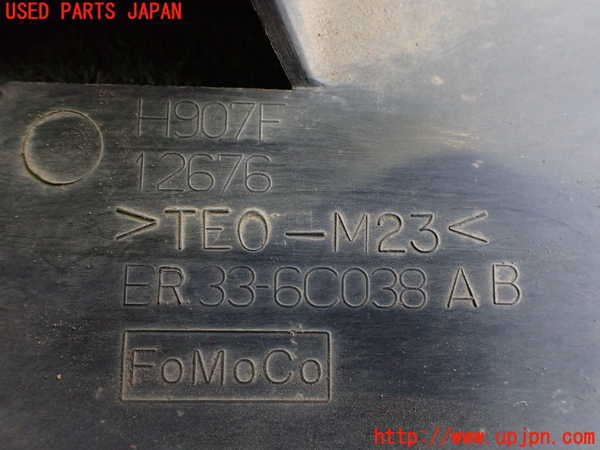 USED PARTS JAPAN
H907F
12676
>TEO-M23<
ER33-6C038 AB
FoMoCo
http://www.upjpn.com